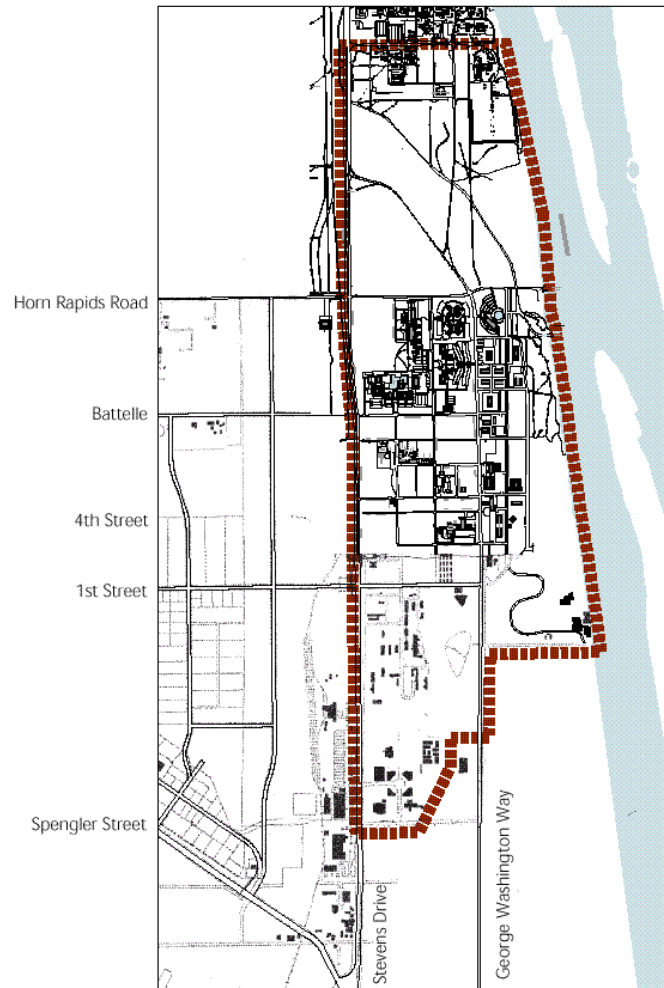 Horn Rapids Road
Battelle
4th Street
1st Street
Spengler Street
Stevens Drive
George Washington Way